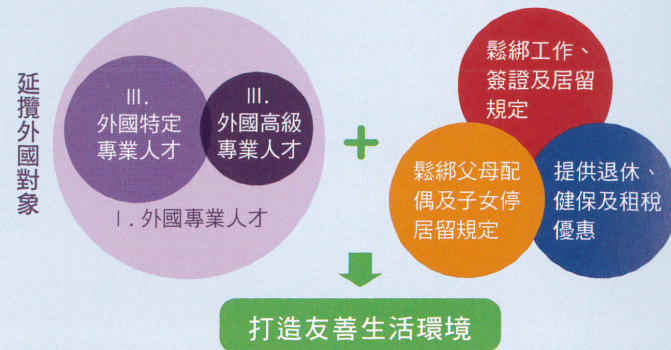 延攬外國對象
III.
外國特定
專業人才
III.
外國高級
專業人才
I.外國專業人才
+
鬆綁工作、
簽證及居留
規定
鬆綁父母配
偶及子女停
居留規定
提供退休、
健保及租稅
優惠
打造友善生活環境